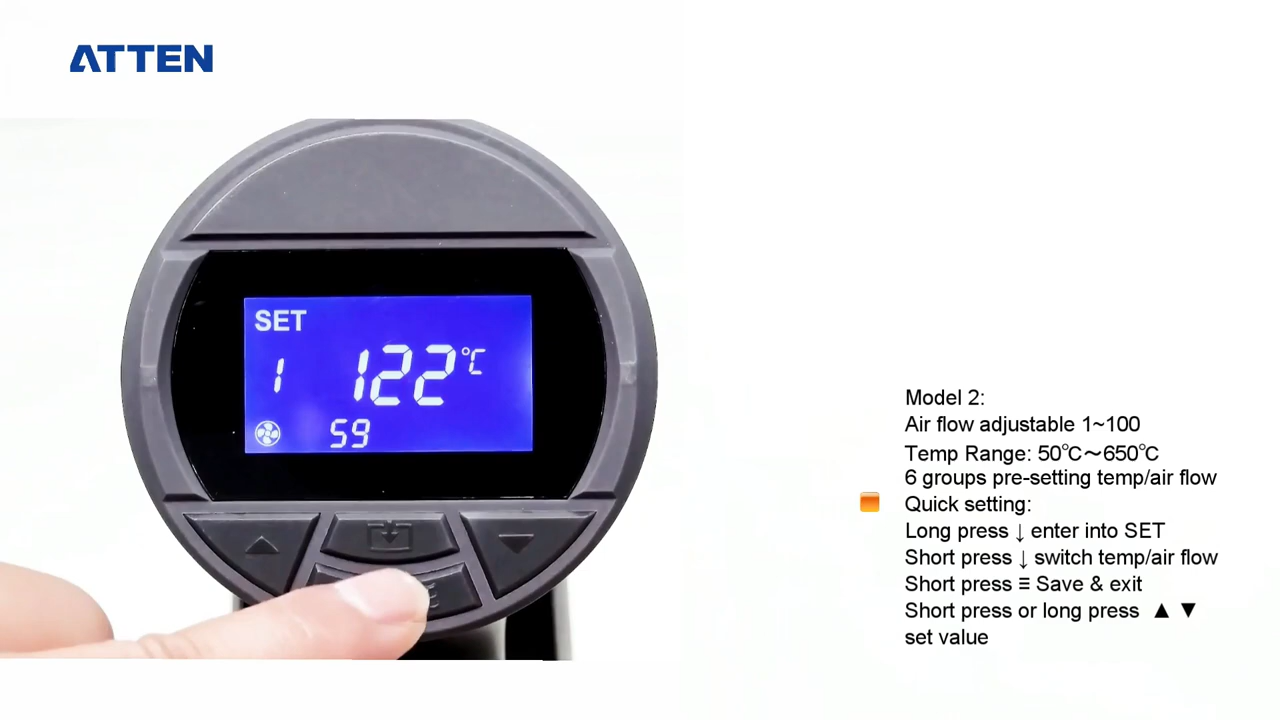 ATTEN
SET
1 122 °C
59
Model 2:
Air flow adjustable 1~100
Temp Range: 50℃～650℃
6 groups pre-setting temp/air flow
Quick setting:
Long press ↓ enter into SET
Short press ↓ switch temp/air flow
Short press ≡ Save & exit
Short press or long press ▲ ▼
set value